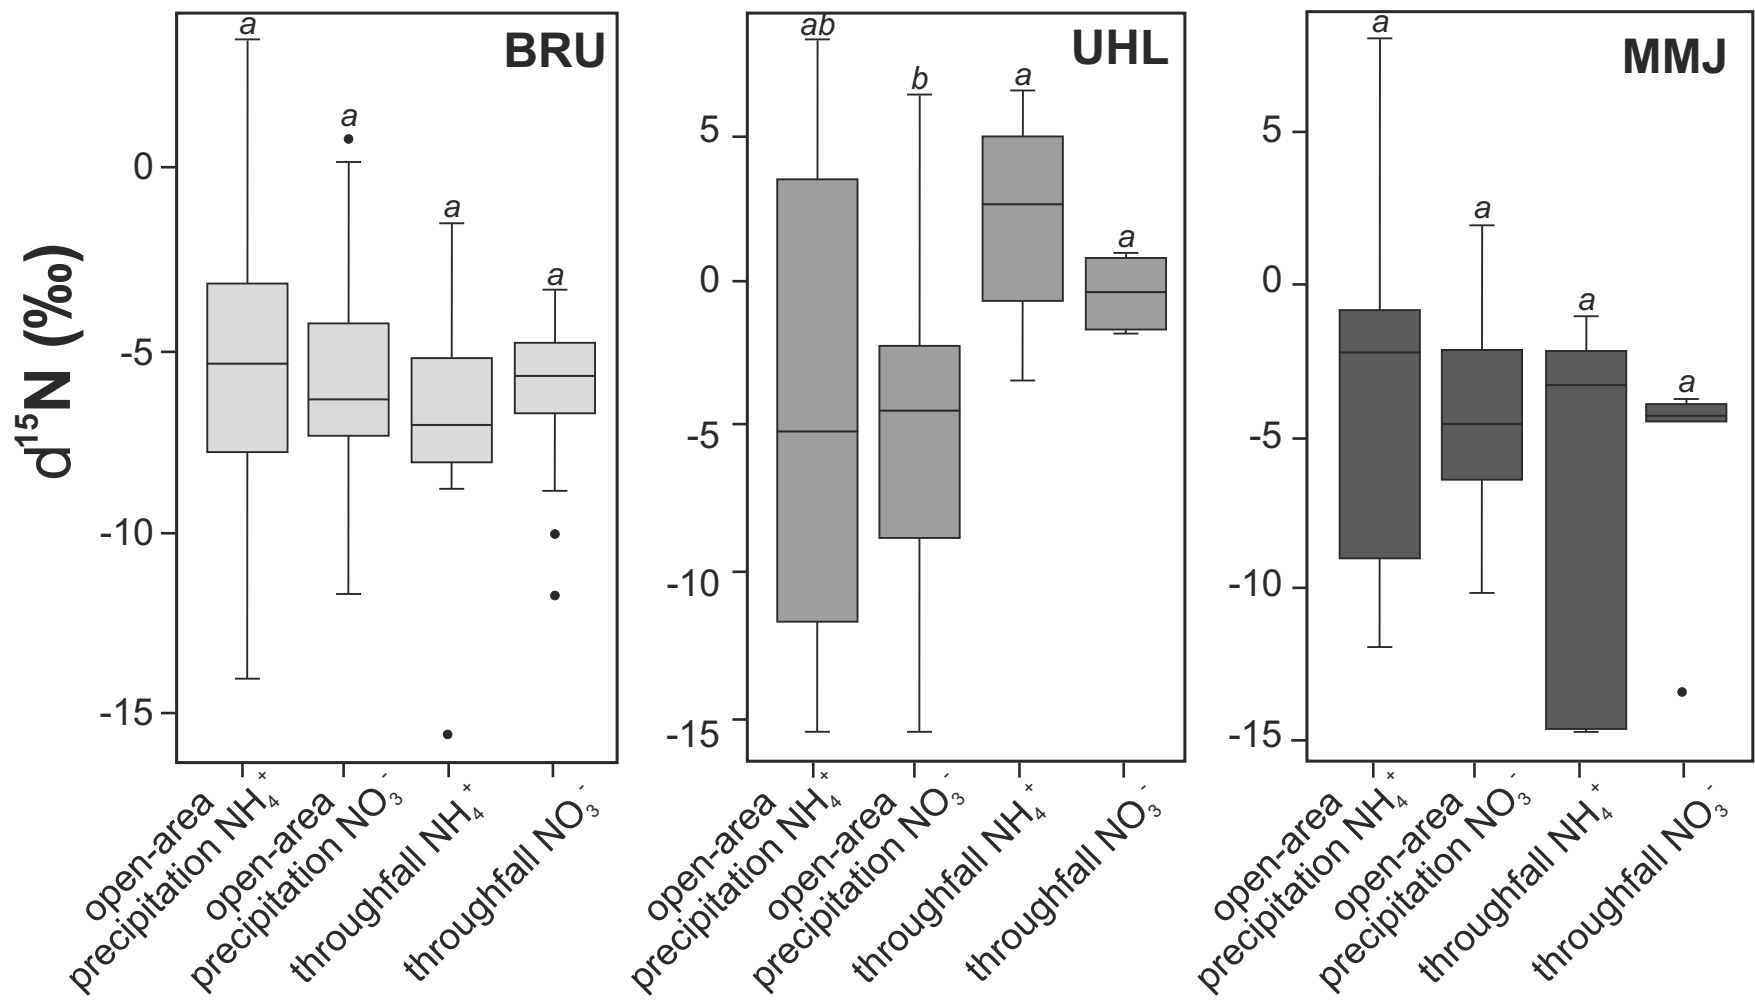 d¹⁵N (‰)
BRU
a
a
a
a
0
-5
-10
-15
open-area
precipitation NH₄⁺
open-area
precipitation NO₃⁻
throughfall NH₄⁺
throughfall NO₃⁻
UHL
ab
b
a
a
5
0
-5
-10
-15
open-area
precipitation NH₄⁺
open-area
precipitation NO₃⁻
throughfall NH₄⁺
throughfall NO₃⁻
MMJ
a
a
a
a
5
0
-5
-10
-15
open-area
precipitation NH₄⁺
open-area
precipitation NO₃⁻
throughfall NH₄⁺
throughfall NO₃⁻